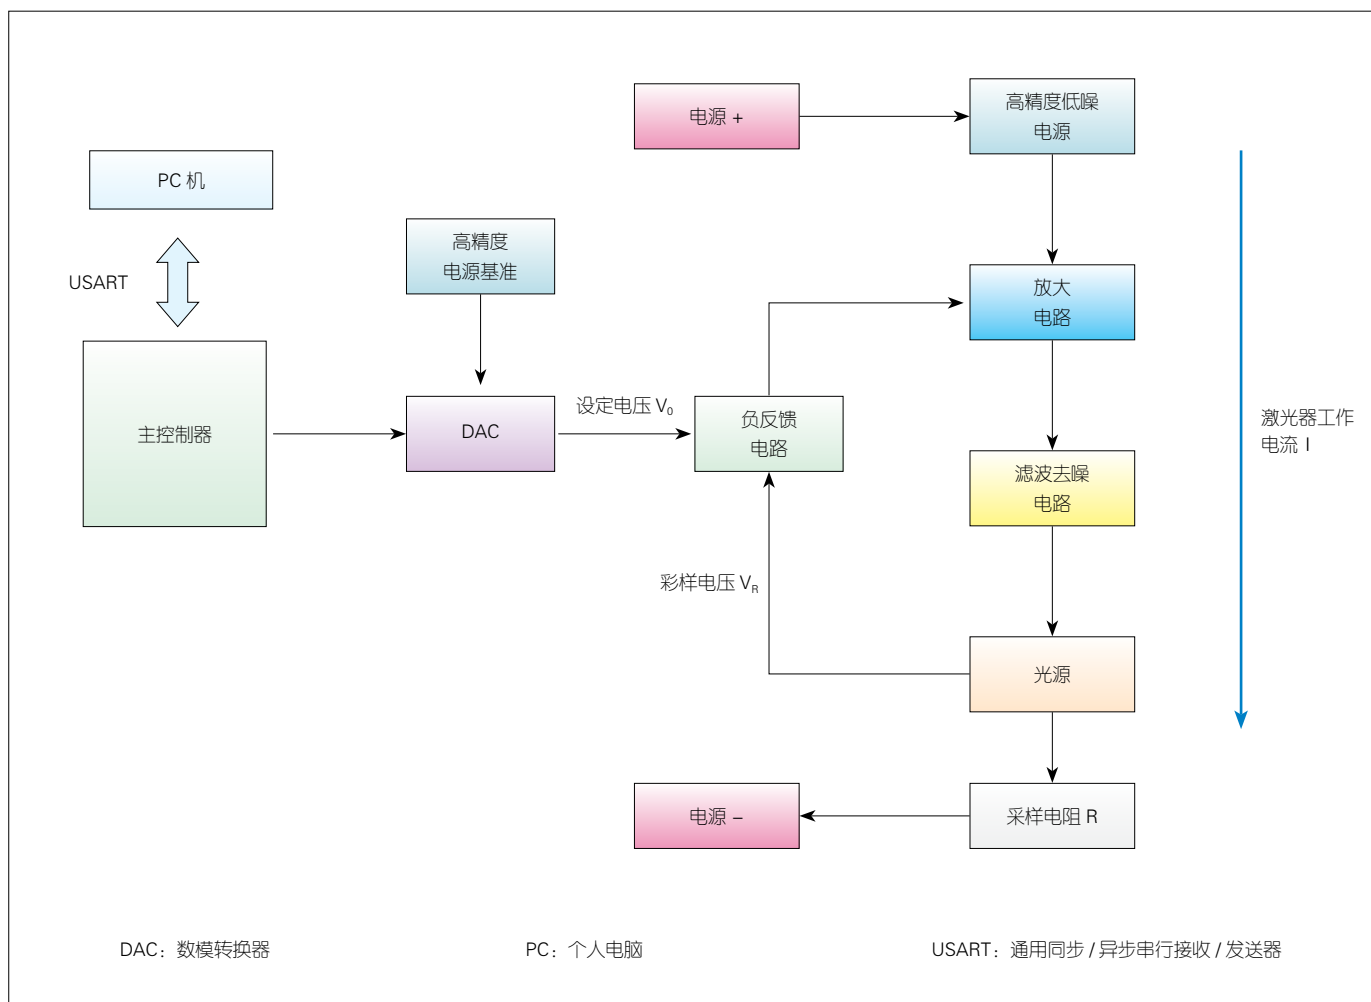 电源 +
高精度低噪
电源
PC 机
高精度
电源基准
USART
放大
电路
主控制器
DAC
设定电压 V₀
负反馈
电路
激光器工作
电流 I
滤波去噪
电路
彩样电压 Vᵣ
光源
电源 −
采样电阻 R
DAC：数模转换器
PC：个人电脑
USART：通用同步 / 异步串行接收 / 发送器